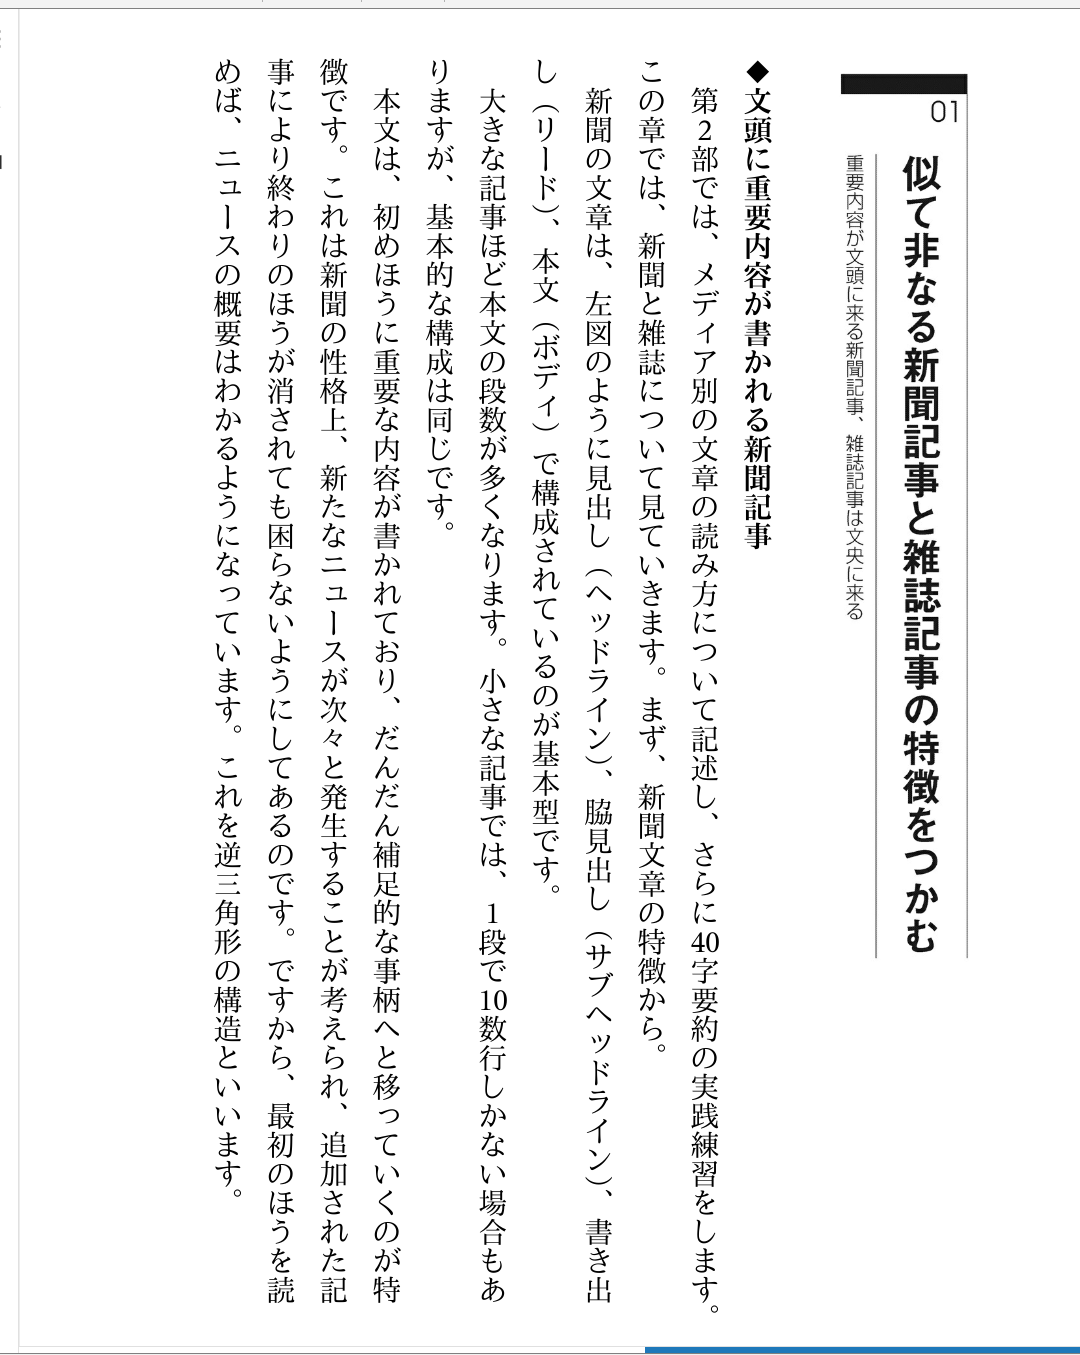 01
似て非なる新聞記事と雑誌記事の特徴をつかむ
重要内容が文頭に来る新聞記事、雑誌記事は文央に来る
◆文頭に重要内容が書かれる新聞記事
第2部では、メディア別の文章の読み方について記述し、さらに40字要約の実践練習をします。
この章では、新聞と雑誌について見ていきます。まず、新聞文章の特徴から。
新聞の文章は、左図のように見出し（ヘッドライン）、脇見出し（サブヘッドライン）、書き出
し（リード）、本文（ボディ）で構成されているのが基本型です。
大きな記事ほど本文の段数が多くなります。小さな記事では、1段で10数行しかない場合もあ
りますが、基本的な構成は同じです。
本文は、初めほうに重要な内容が書かれており、だんだん補足的な事柄へと移っていくのが特
徴です。これは新聞の性格上、新たなニュースが次々と発生することが考えられ、追加された記
事により終わりのほうが消されても困らないようにしてあるのです。ですから、最初のほうを読
めば、ニュースの概要はわかるようになっています。これを逆三角形の構造といいます。